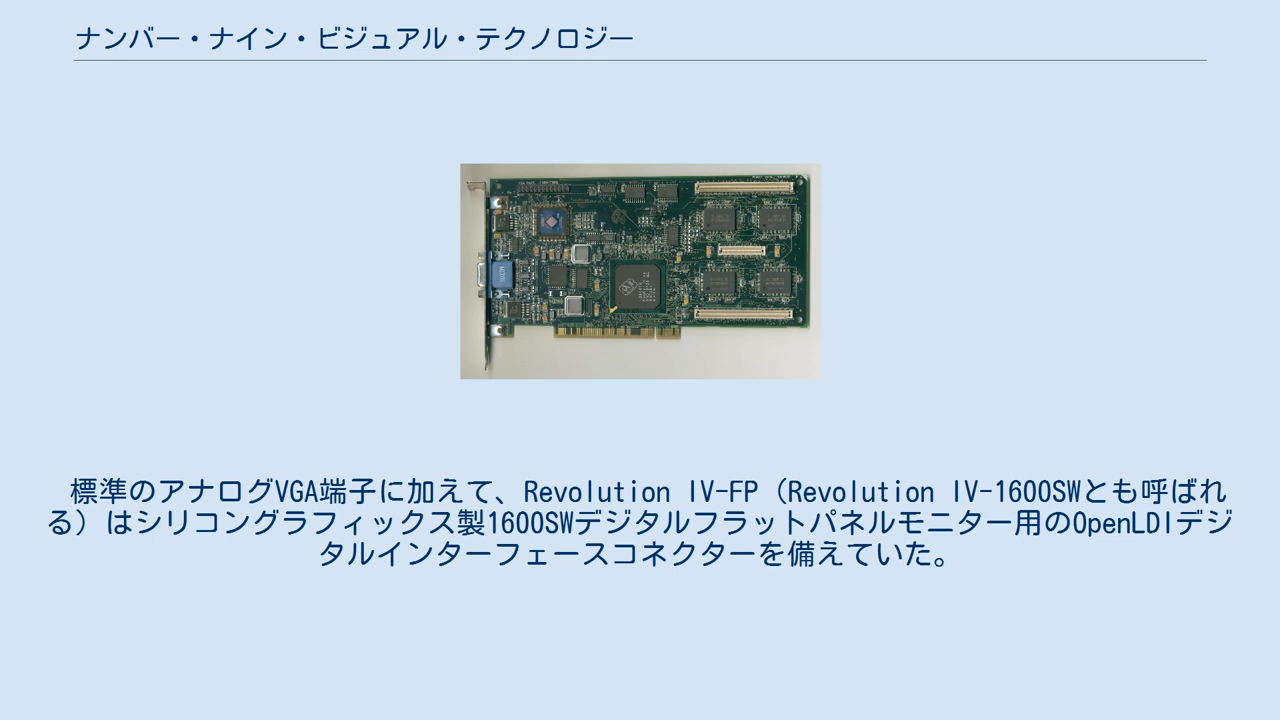 ナンバー・ナイン・ビジュアル・テクノロジー
標準のアナログVGA端子に加えて、Revolution IV-FP（Revolution IV-1600SWとも呼ばれ
る）はシリコングラフィックス製1600SWデジタルフラットパネルモニター用のOpenLDIデジ
タルインターフェースコネクターを備えていた。